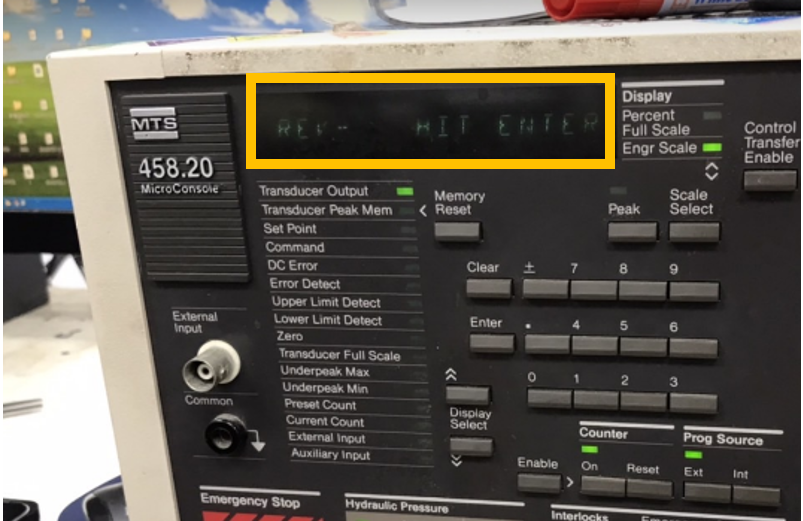 MTS
458.20
MicroConsole
REV.- HIT ENTER
Display
Percent
Full Scale
Engr Scale
Control
Transfer
Enable
Transducer Output
Transducer Peak Mem
Set Point
Command
DC Error
Error Detect
Upper Limit Detect
Lower Limit Detect
Zero
Transducer Full Scale
Underpeak Max
Underpeak Min
Preset Count
Current Count
External Input
Auxiliary Input
< Memory
Reset
Peak
Scale
Select
Clear ± 7 8 9
Enter . 4 5 6
0 1 2 3
Display
Select
External
Input
Common
Counter
Prog Source
Enable > On Reset Ext Int
Emergency Stop
Hydraulic Pressure
Interlocks